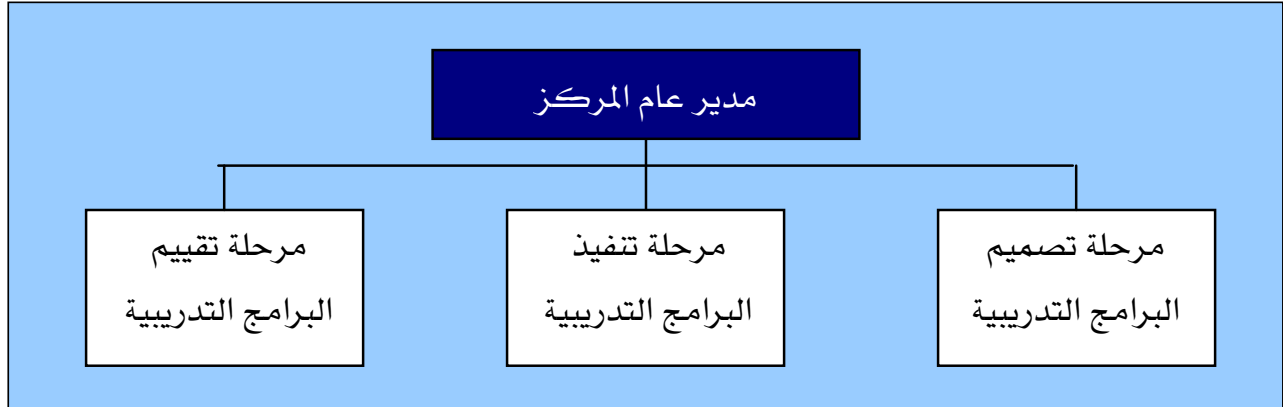 مدير عام المركز
مرحلة تصميم
البرامج التدريبية
مرحلة تنفيذ
البرامج التدريبية
مرحلة تقييم
البرامج التدريبية